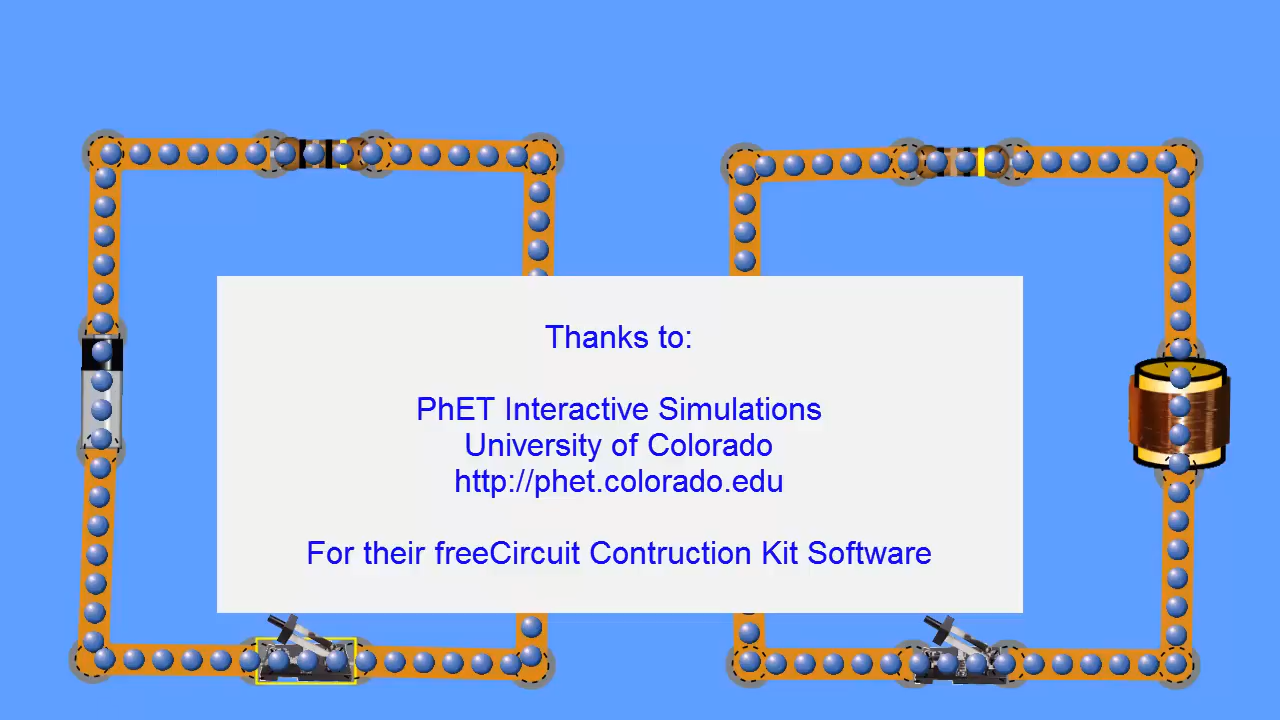 Thanks to:
PhET Interactive Simulations
University of Colorado
http://phet.colorado.edu
For their freeCircuit Contruction Kit Software